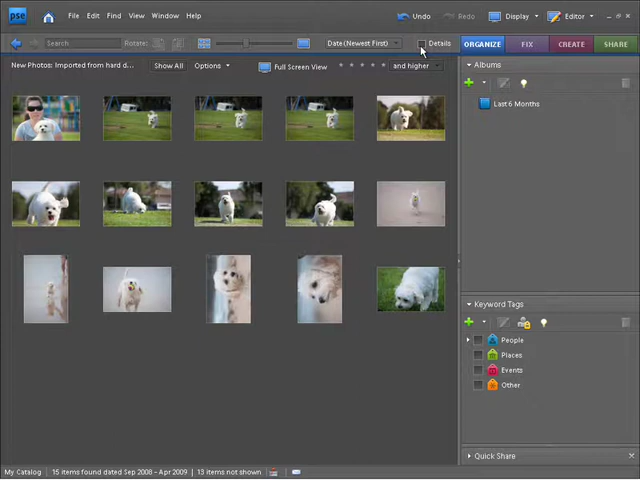 pse File Edit Find View Window Help Undo Redo Display Editor
Search Rotate: Date (Newest First) Details ORGANIZE FIX CREATE SHARE
New Photos: Imported from hard d... Show All Options Full Screen View and higher
Albums
Last 6 Months
Keyword Tags
People
Places
Events
Other
Quick Share
My Catalog 15 items found dated Sep 2008 - Apr 2009 13 items not shown